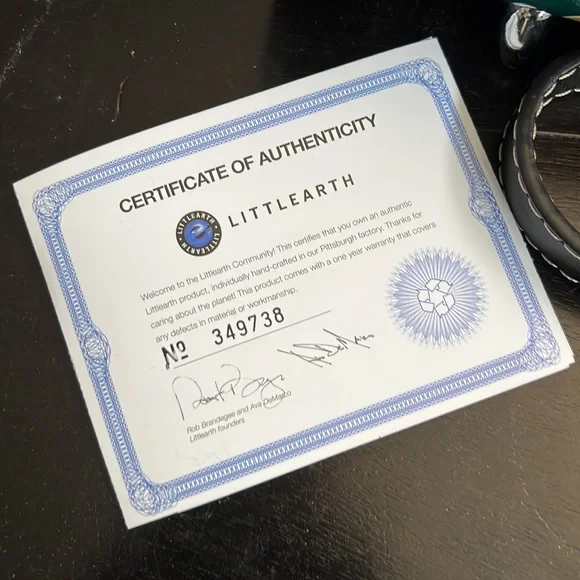 CERTIFICATE OF AUTHENTICITY
LITTLEARTH
LITTLEARTH
LITTLEARTH
Welcome to the Littlearth Community! This certifies that you own an authentic
Littlearth product, individually hand-crafted in our Pittsburgh factory. Thanks for
caring about the planet! This product comes with a one year warranty that covers
any defects in material or workmanship.
Nº 349738
Rob Brandegee and Ava DeMarco
Littlearth founders